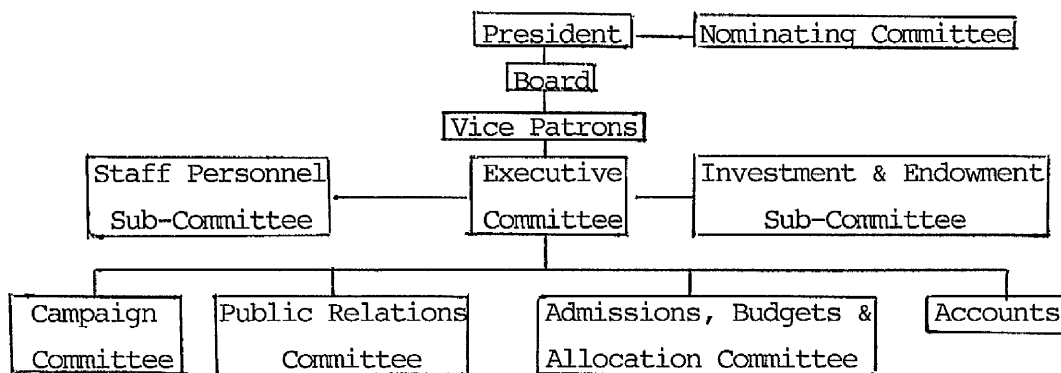 President
Nominating Committee
Board
Vice Patrons
Staff Personnel
Sub-Committee
Executive
Committee
Investment & Endowment
Sub-Committee
Campaign
Committee
Public Relations
Committee
Admissions, Budgets &
Allocation Committee
Accounts